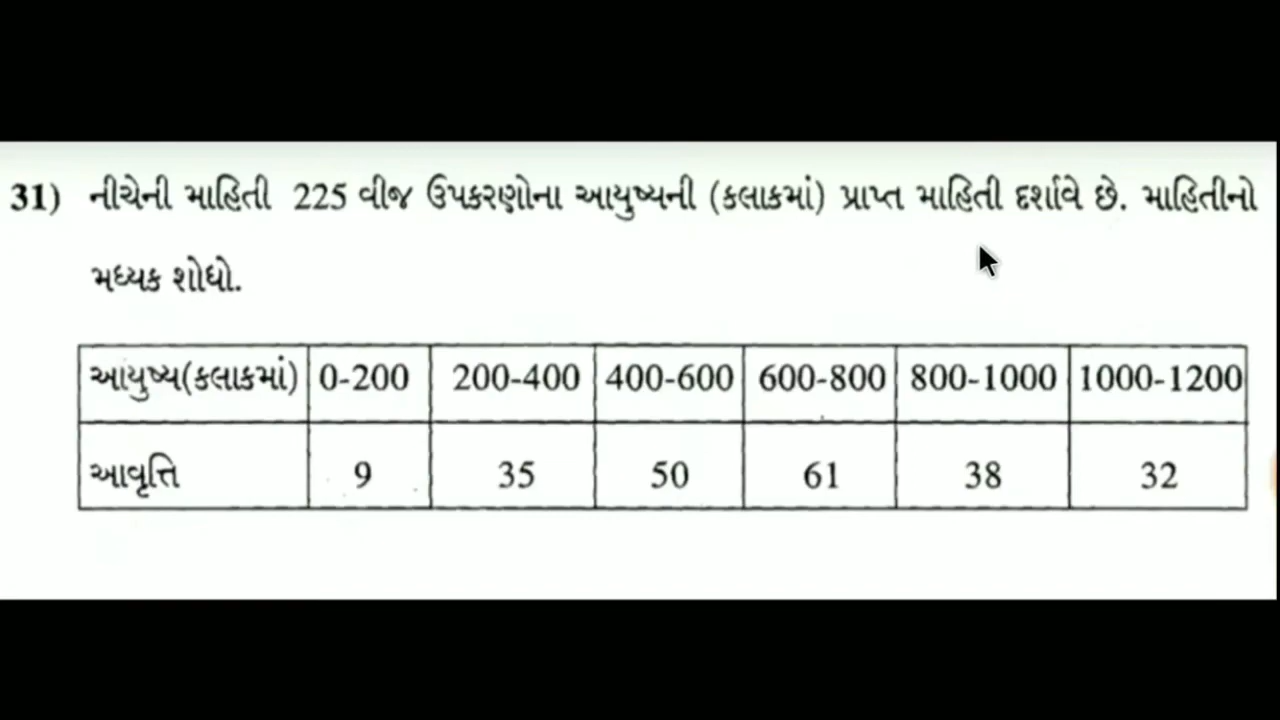 31) નીચેની માહિતી 225 વીજ ઉપકરણોના આયુષ્યની (કલાકમાં) પ્રાપ્ત માહિતી દર્શાવે છે. માહિતીનો
મધ્યક શોધો.
આયુષ્ય(કલાકમાં) 0-200 200-400 400-600 600-800 800-1000 1000-1200
આવૃત્તિ 9 35 50 61 38 32